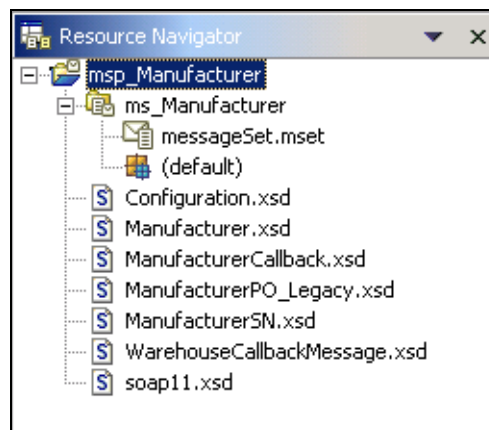 Resource Navigator
msp_Manufacturer
ms_Manufacturer
messageSet.mset
(default)
Configuration.xsd
Manufacturer.xsd
ManufacturerCallback.xsd
ManufacturerPO_Legacy.xsd
ManufacturerSN.xsd
WarehouseCallbackMessage.xsd
soap11.xsd